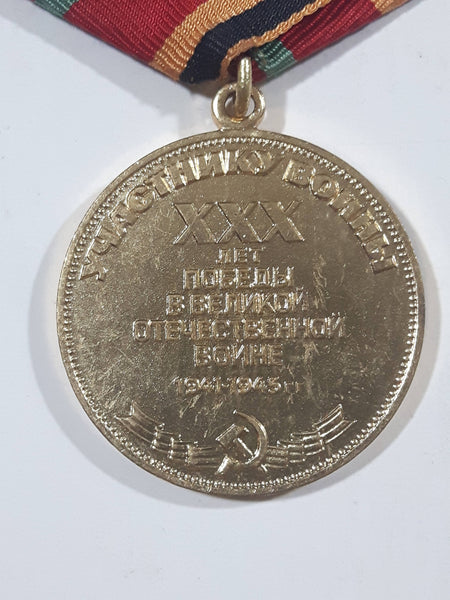 УЧАСТНИКУ ВОЙНЫ
XXX
ЛЕТ
ПОБЕДЫ
В ВЕЛИКОЙ
ОТЕЧЕСТВЕННОЙ
ВОЙНЕ
1941-1945 гг